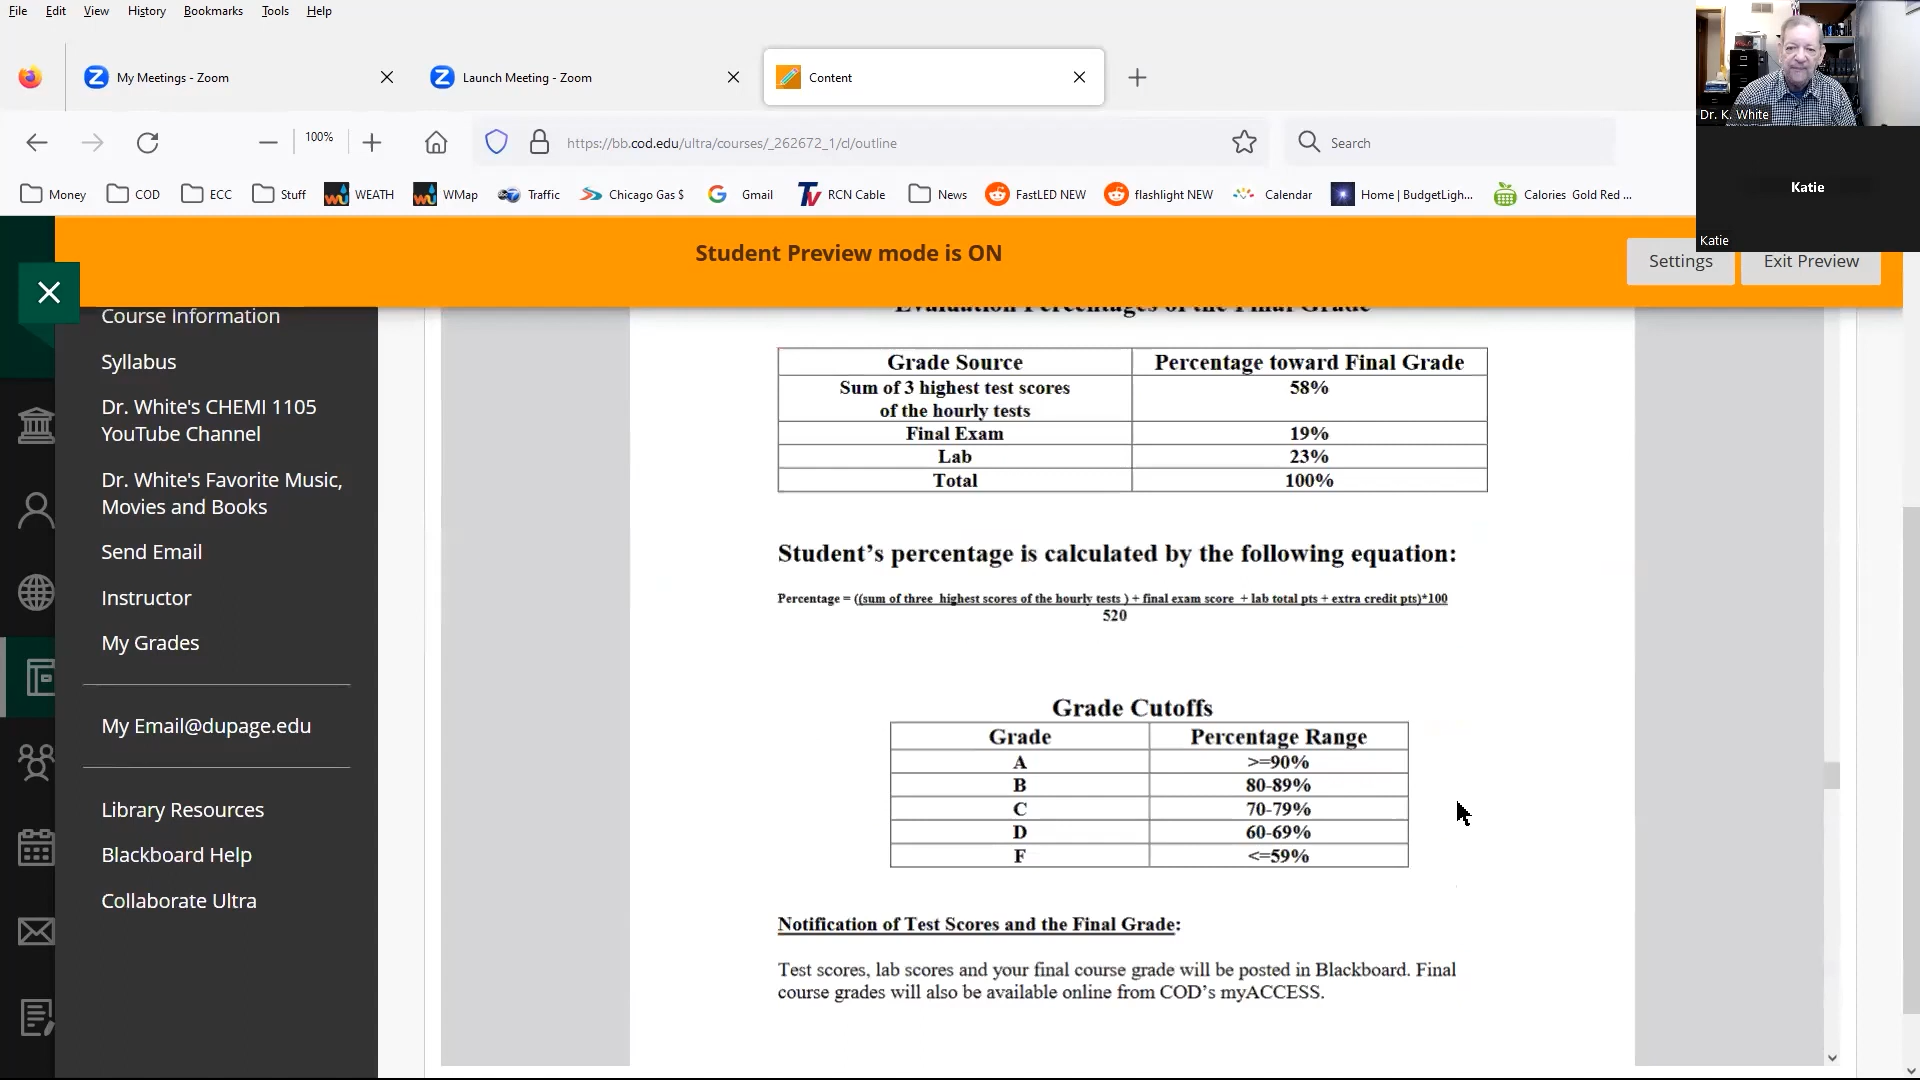 File Edit View History Bookmarks Tools Help
My Meetings - Zoom
Launch Meeting - Zoom
Content
100%
https://bb.cod.edu/ultra/courses/_262672_1/cl/outline
Search
Money COD ECC Stuff WEATH WMap Traffic Chicago Gas $ Gmail RCN Cable News FastLED NEW flashlight NEW Calendar Home | BudgetLigh... Calories Gold Red ...
Dr. K. White
Katie
Katie
Student Preview mode is ON
Settings
Exit Preview
Course Information
Syllabus
Dr. White's CHEMI 1105
YouTube Channel
Dr. White's Favorite Music,
Movies and Books
Send Email
Instructor
My Grades
My Email@dupage.edu
Library Resources
Blackboard Help
Collaborate Ultra
Evaluation Percentages of the Final Grade
Grade Source Percentage toward Final Grade
Sum of 3 highest test scores 58%
of the hourly tests
Final Exam 19%
Lab 23%
Total 100%
Student's percentage is calculated by the following equation:
Percentage = ((sum of three highest scores of the hourly tests ) + final exam score + lab total pts + extra credit pts)*100
520
Grade Cutoffs
Grade Percentage Range
A >=90%
B 80-89%
C 70-79%
D 60-69%
F <=59%
Notification of Test Scores and the Final Grade:
Test scores, lab scores and your final course grade will be posted in Blackboard. Final
course grades will also be available online from COD's myACCESS.